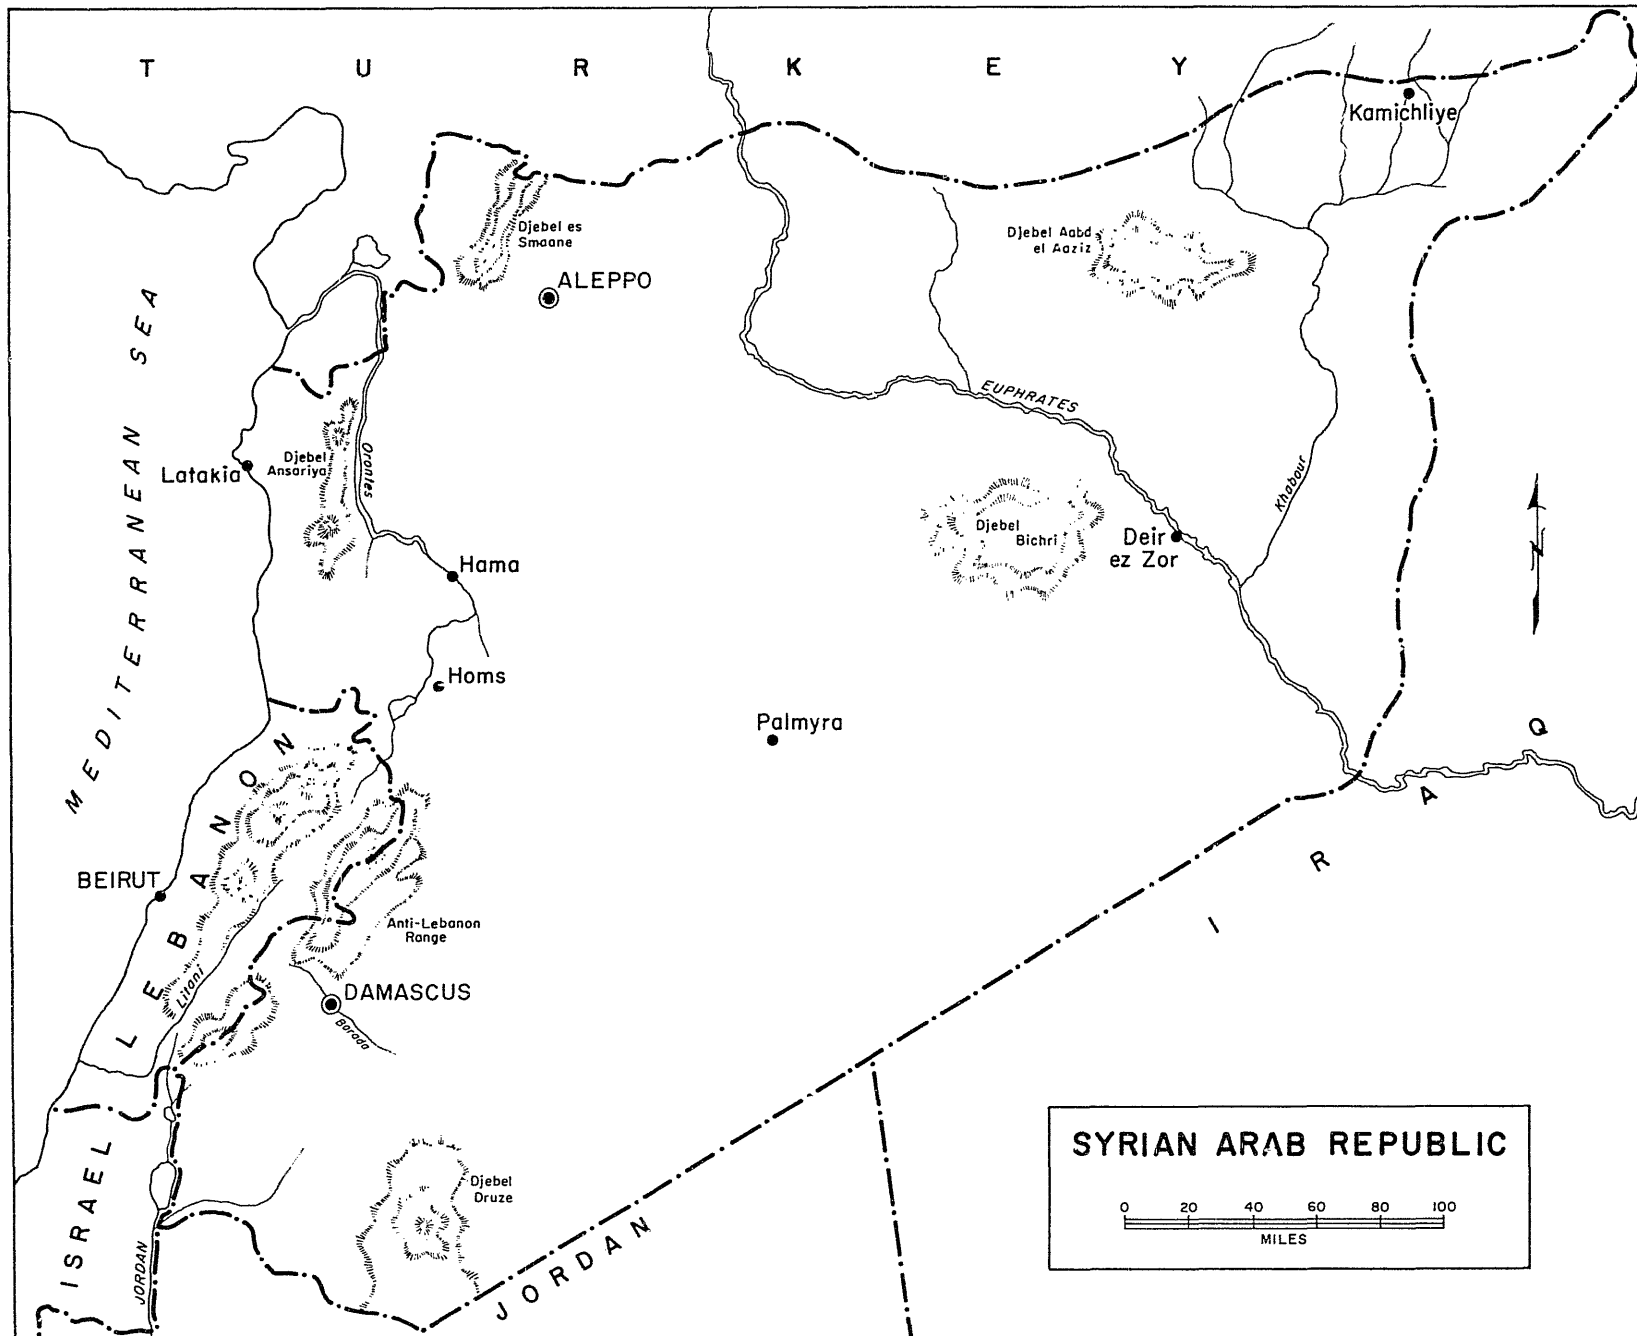 T U R K E Y
Kamichliye
Djebel es
Smaane
Djebel Aabd
el Aaziz
ALEPPO
MEDITERRANEAN SEA
EUPHRATES
Djebel
Ansariya
Orontes
Latakia
Khabour
Djebel
Bichri
Deir
ez Zor
Hama
N
Homs
Palmyra
LEBANON
I R A Q
BEIRUT
Anti-Lebanon
Range
Litani
DAMASCUS
Barada
ISRAEL
JORDAN
Djebel
Druze
JORDAN
SYRIAN ARAB REPUBLIC
0 20 40 60 80 100
MILES